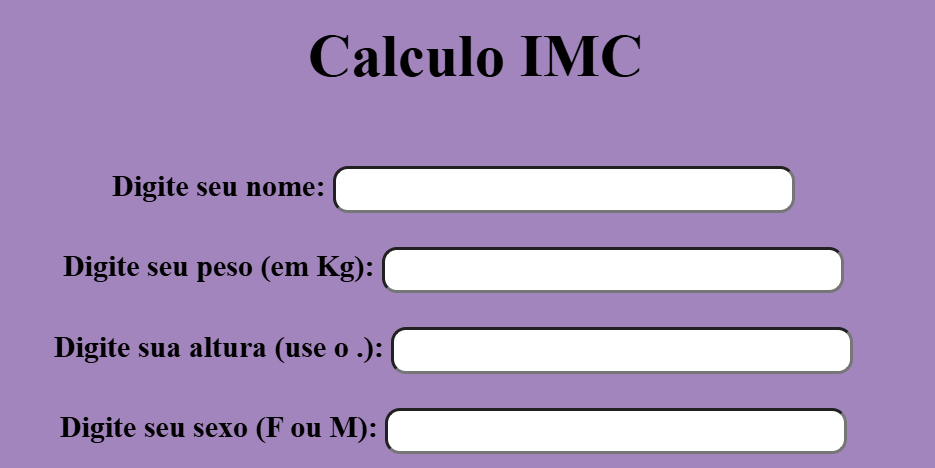 Calculo IMC
Digite seu nome:
Digite seu peso (em Kg):
Digite sua altura (use o .):
Digite seu sexo (F ou M):